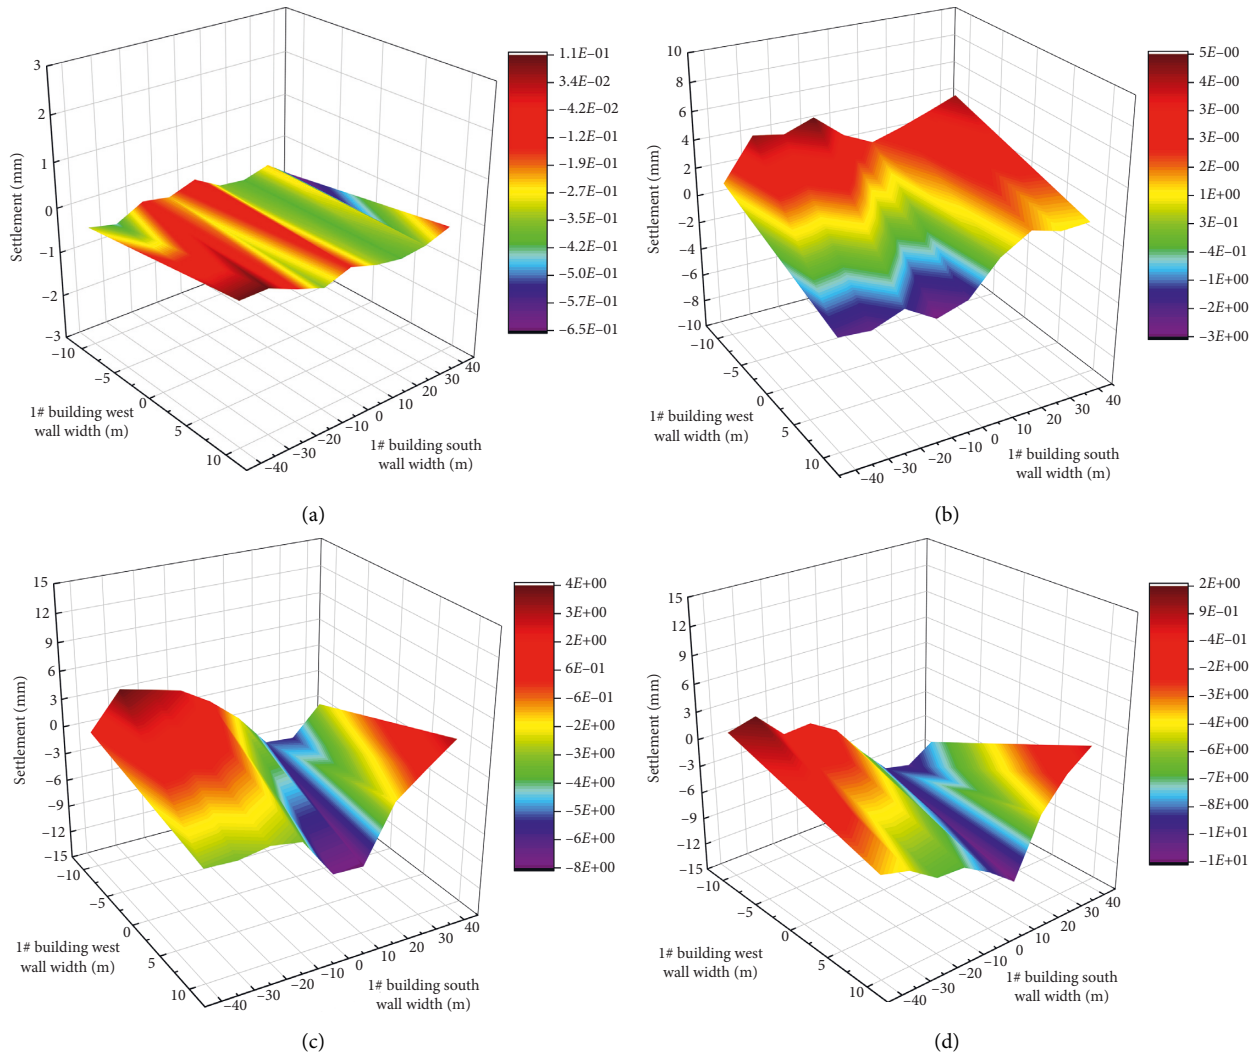 3
2
1
0
−1
−2
−3
Settlement (mm)
−10
−5
0
5
10
1# building west
wall width (m)
−40
−30
−20
−10
0
10
20
30
40
1# building south
wall width (m)
1.1E−01
3.4E−02
−4.2E−02
−1.2E−01
−1.9E−01
−2.7E−01
−3.5E−01
−4.2E−01
−5.0E−01
−5.7E−01
−6.5E−01
(a)
10
8
6
4
2
0
−2
−4
−6
−8
−10
Settlement (mm)
−10
−5
0
5
10
1# building west
wall width (m)
−40
−30
−20
−10
0
10
20
30
40
1# building south
wall width (m)
5E−00
4E−00
3E−00
3E−00
2E−00
1E+00
3E−01
−4E−01
−1E+00
−2E+00
−3E+00
(b)
15
12
9
6
3
0
−3
−6
−9
−12
−15
Settlement (mm)
−10
−5
0
5
10
1# building west
wall width (m)
−40
−30
−20
−10
0
10
20
30
40
1# building south
wall width (m)
4E+00
3E+00
2E+00
6E−01
−6E−01
−2E+00
−3E+00
−4E+00
−5E+00
−6E+00
−8E+00
(c)
15
12
9
6
3
0
−3
−6
−9
−12
−15
Settlement (mm)
−10
−5
0
5
10
1# building west
wall width (m)
−40
−30
−20
−10
0
10
20
30
40
1# building south
wall width (m)
2E+00
9E−01
−4E−01
−2E+00
−3E+00
−4E+00
−6E+00
−7E+00
−8E+00
−1E+01
−1E+01
(d)